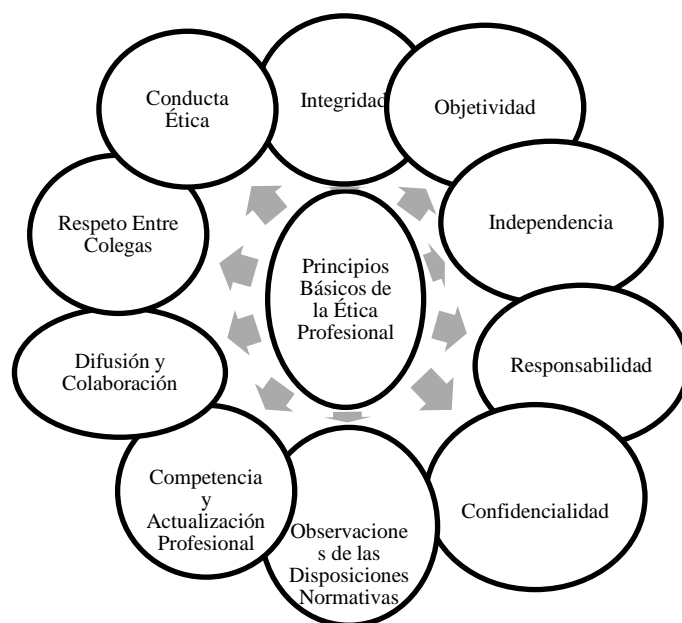 Integridad
Objetividad
Independencia
Responsabilidad
Confidencialidad
Observacione
s de las
Disposiciones
Normativas
Competencia
y
Actualización
Profesional
Difusión y
Colaboración
Respeto Entre
Colegas
Conducta
Ética
Principios
Básicos de
la Ética
Profesional